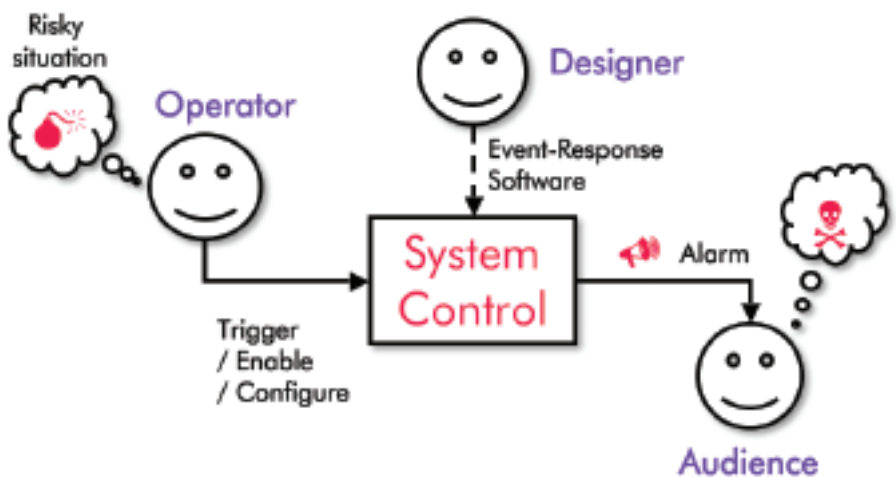 Risky
situation
Operator
Designer
Event-Response
Software
System
Control
Alarm
Trigger
/ Enable
/ Configure
Audience